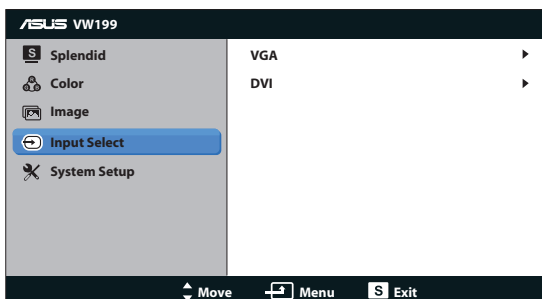 ASUS VW199
S Splendid
Color
Image
Input Select
System Setup
VGA
DVI
Move Menu S Exit